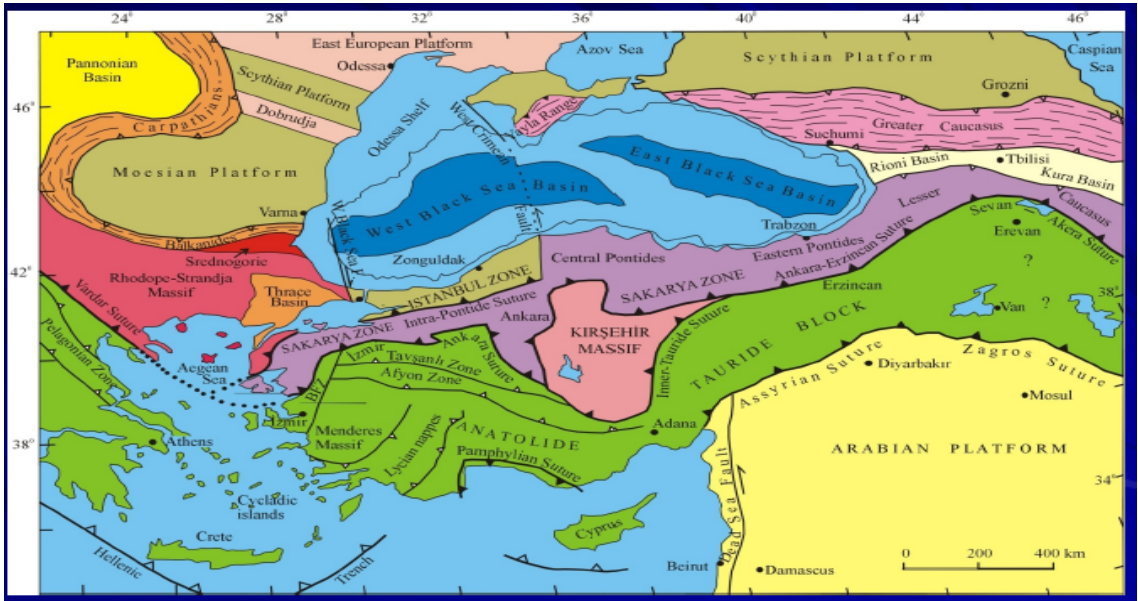 24°
28°
32°
36°
40°
44°
46°
Pannonian
Basin
East European Platform
Odessa
Azov Sea
Scythian Platform
Caspian
Sea
Scythian Platform
Grozni
46°
Carpathians
Dobrudja
Odessa Shelf
West Crimean
Fault
Yayla Range
Greater
Caucasus
Suchumi
Moesian Platform
East Black Sea Basin
Rioni Basin
Tbilisi
Kura Basin
West Black Sea Basin
Varna
W.Black Sea F.
Trabzon
Lesser
Caucasus
Sevan
Akera Suture
Balkanides
Srednogorie
Zonguldak
Erevan
42°
Rhodope-Strandja
Massif
Central Pontides
Eastern Pontides
Ankara-Erzincan Suture
?
Thrace
Basin
ISTANBUL ZONE
SAKARYA ZONE
Erzincan
38°
Vardar Suture
Intra-Pontide Suture
Ankara
Van
?
SAKARYA ZONE
KIRŞEHİR
MASSIF
BLOCK
Pelagonian Zone
Aegean
Sea
İzmir
Ankara Suture
Tavşanlı Zone
Inner-Tauride Suture
TAURIDE
Assyrian Suture
Diyarbakır
Zagros Suture
Afyon Zone
BFZ
Mosul
İzmir
38°
Athens
Menderes
Massif
Lycian nappes
ANATOLIDE
Adana
Pamphylian Suture
ARABIAN PLATFORM
34°
Cycladic
islands
Dead Sea Fault
Crete
Cyprus
0 200 400 km
Hellenic
Trench
Beirut
Damascus